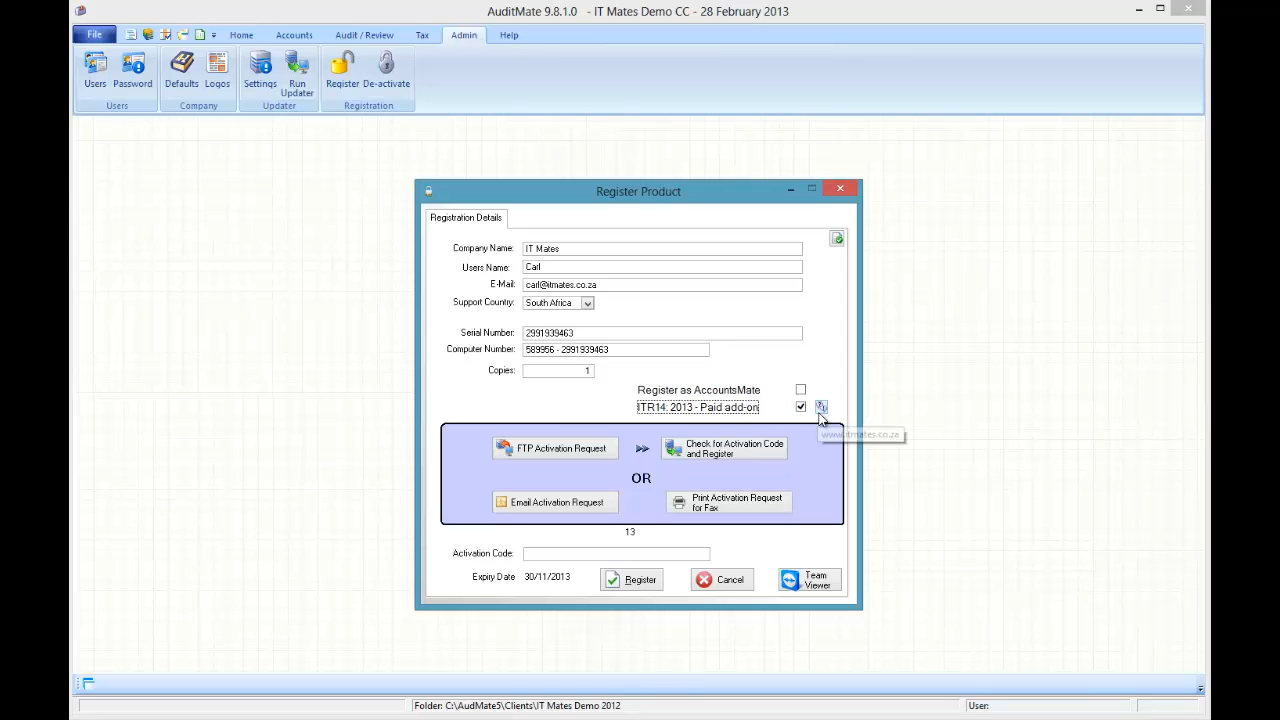 AuditMate 9.8.1.0 - IT Mates Demo CC - 28 February 2013
File Home Accounts Audit / Review Tax Admin Help
Users Password Defaults Logos Settings Run Updater Register De-activate
Users Company Updater Registration
Register Product
Registration Details
Company Name: IT Mates
Users Name: Carl
E-Mail: carl@itmates.co.za
Support Country: South Africa
Serial Number: 2991939463
Computer Number: 589956 - 2991939463
Copies: 1
Register as AccountsMate
ITR14: 2013 - Paid add-on
www.itmates.co.za
FTP Activation Request
Check for Activation Code
and Register
OR
Email Activation Request
Print Activation Request
for Fax
13
Activation Code:
Expiry Date 30/11/2013
Register
Cancel
Team
Viewer
Folder: C:\AudMate5\Clients\IT Mates Demo 2012
User: